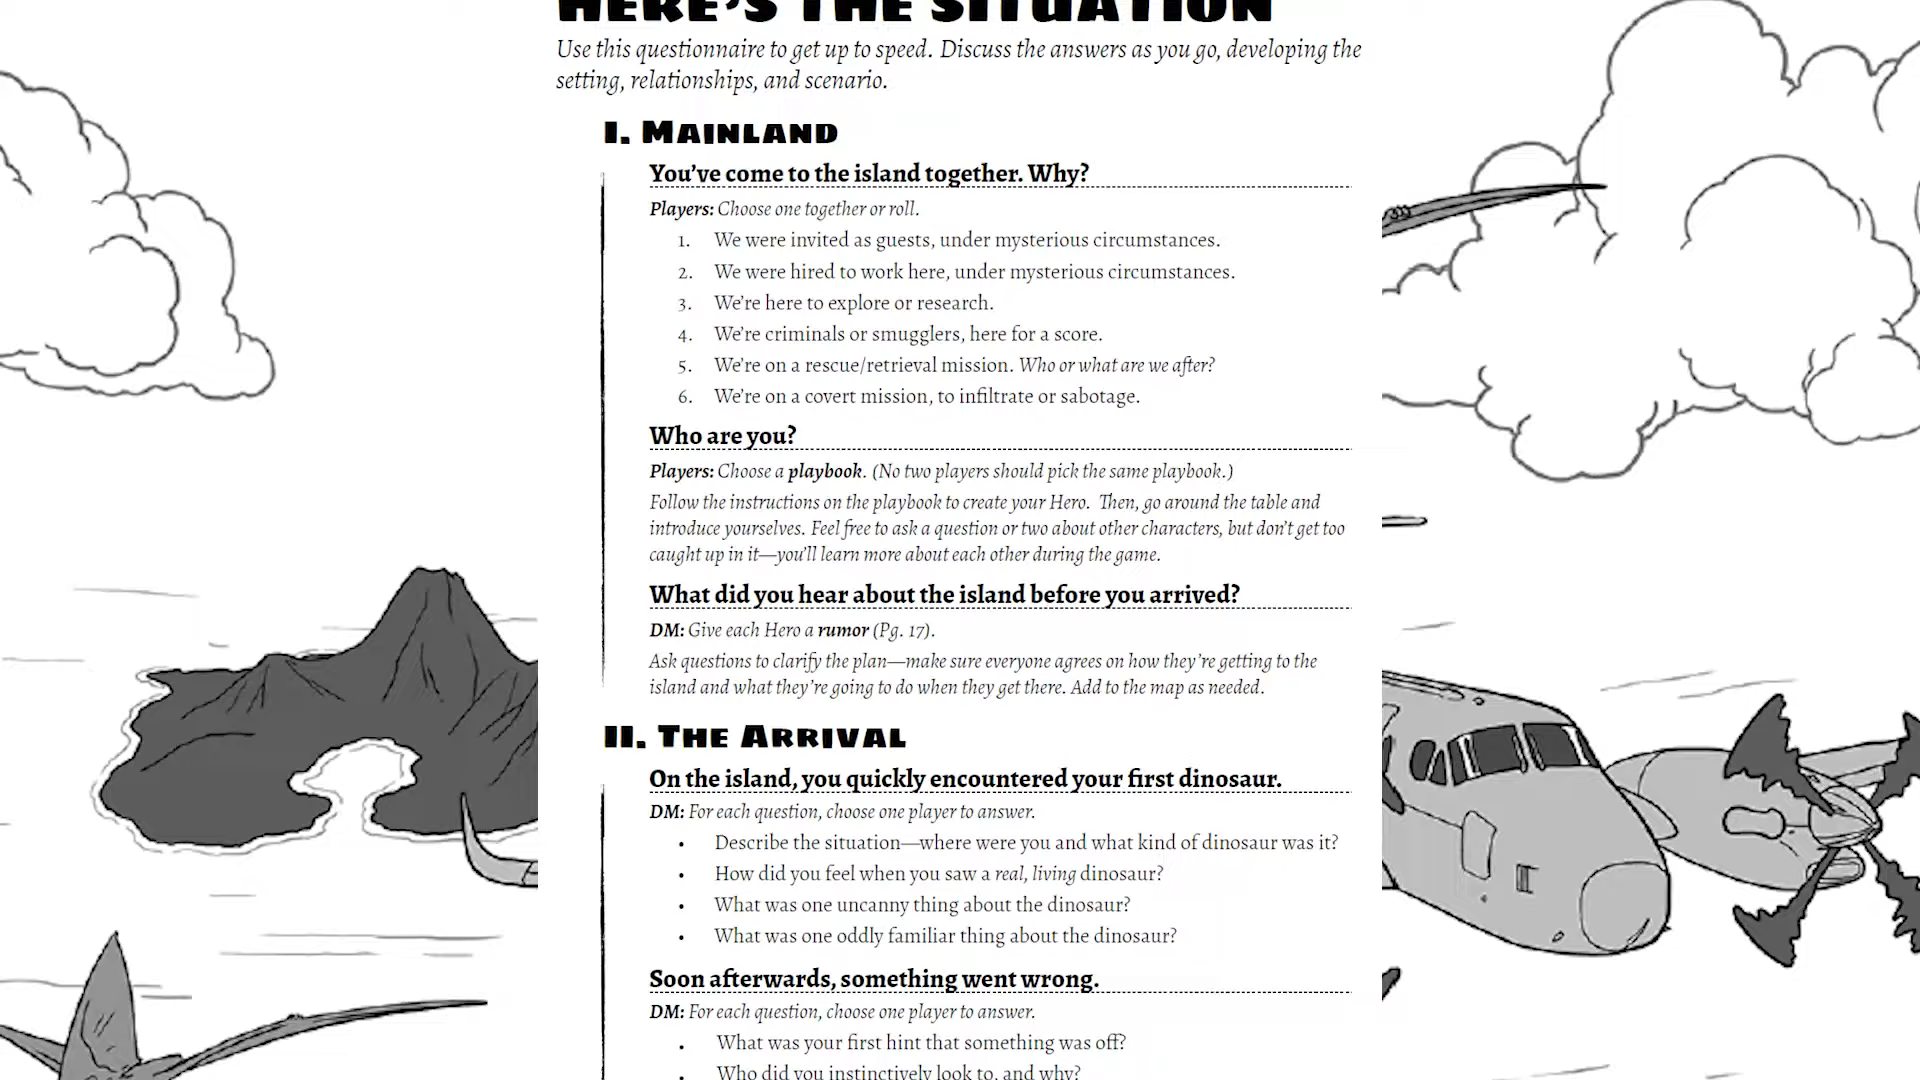 HERE'S THE SITUATION
Use this questionnaire to get up to speed. Discuss the answers as you go, developing the
setting, relationships, and scenario.
I. MAINLAND
You've come to the island together. Why?
Players: Choose one together or roll.
1. We were invited as guests, under mysterious circumstances.
2. We were hired to work here, under mysterious circumstances.
3. We're here to explore or research.
4. We're criminals or smugglers, here for a score.
5. We're on a rescue/retrieval mission. Who or what are we after?
6. We're on a covert mission, to infiltrate or sabotage.
Who are you?
Players: Choose a playbook. (No two players should pick the same playbook.)
Follow the instructions on the playbook to create your Hero. Then, go around the table and
introduce yourselves. Feel free to ask a question or two about other characters, but don't get too
caught up in it—you'll learn more about each other during the game.
What did you hear about the island before you arrived?
DM: Give each Hero a rumor (Pg. 17).
Ask questions to clarify the plan—make sure everyone agrees on how they're getting to the
island and what they're going to do when they get there. Add to the map as needed.
II. THE ARRIVAL
On the island, you quickly encountered your first dinosaur.
DM: For each question, choose one player to answer.
• Describe the situation—where were you and what kind of dinosaur was it?
• How did you feel when you saw a real, living dinosaur?
• What was one uncanny thing about the dinosaur?
• What was one oddly familiar thing about the dinosaur?
Soon afterwards, something went wrong.
DM: For each question, choose one player to answer.
• What was your first hint that something was off?
• Who did you instinctively look to, and why?